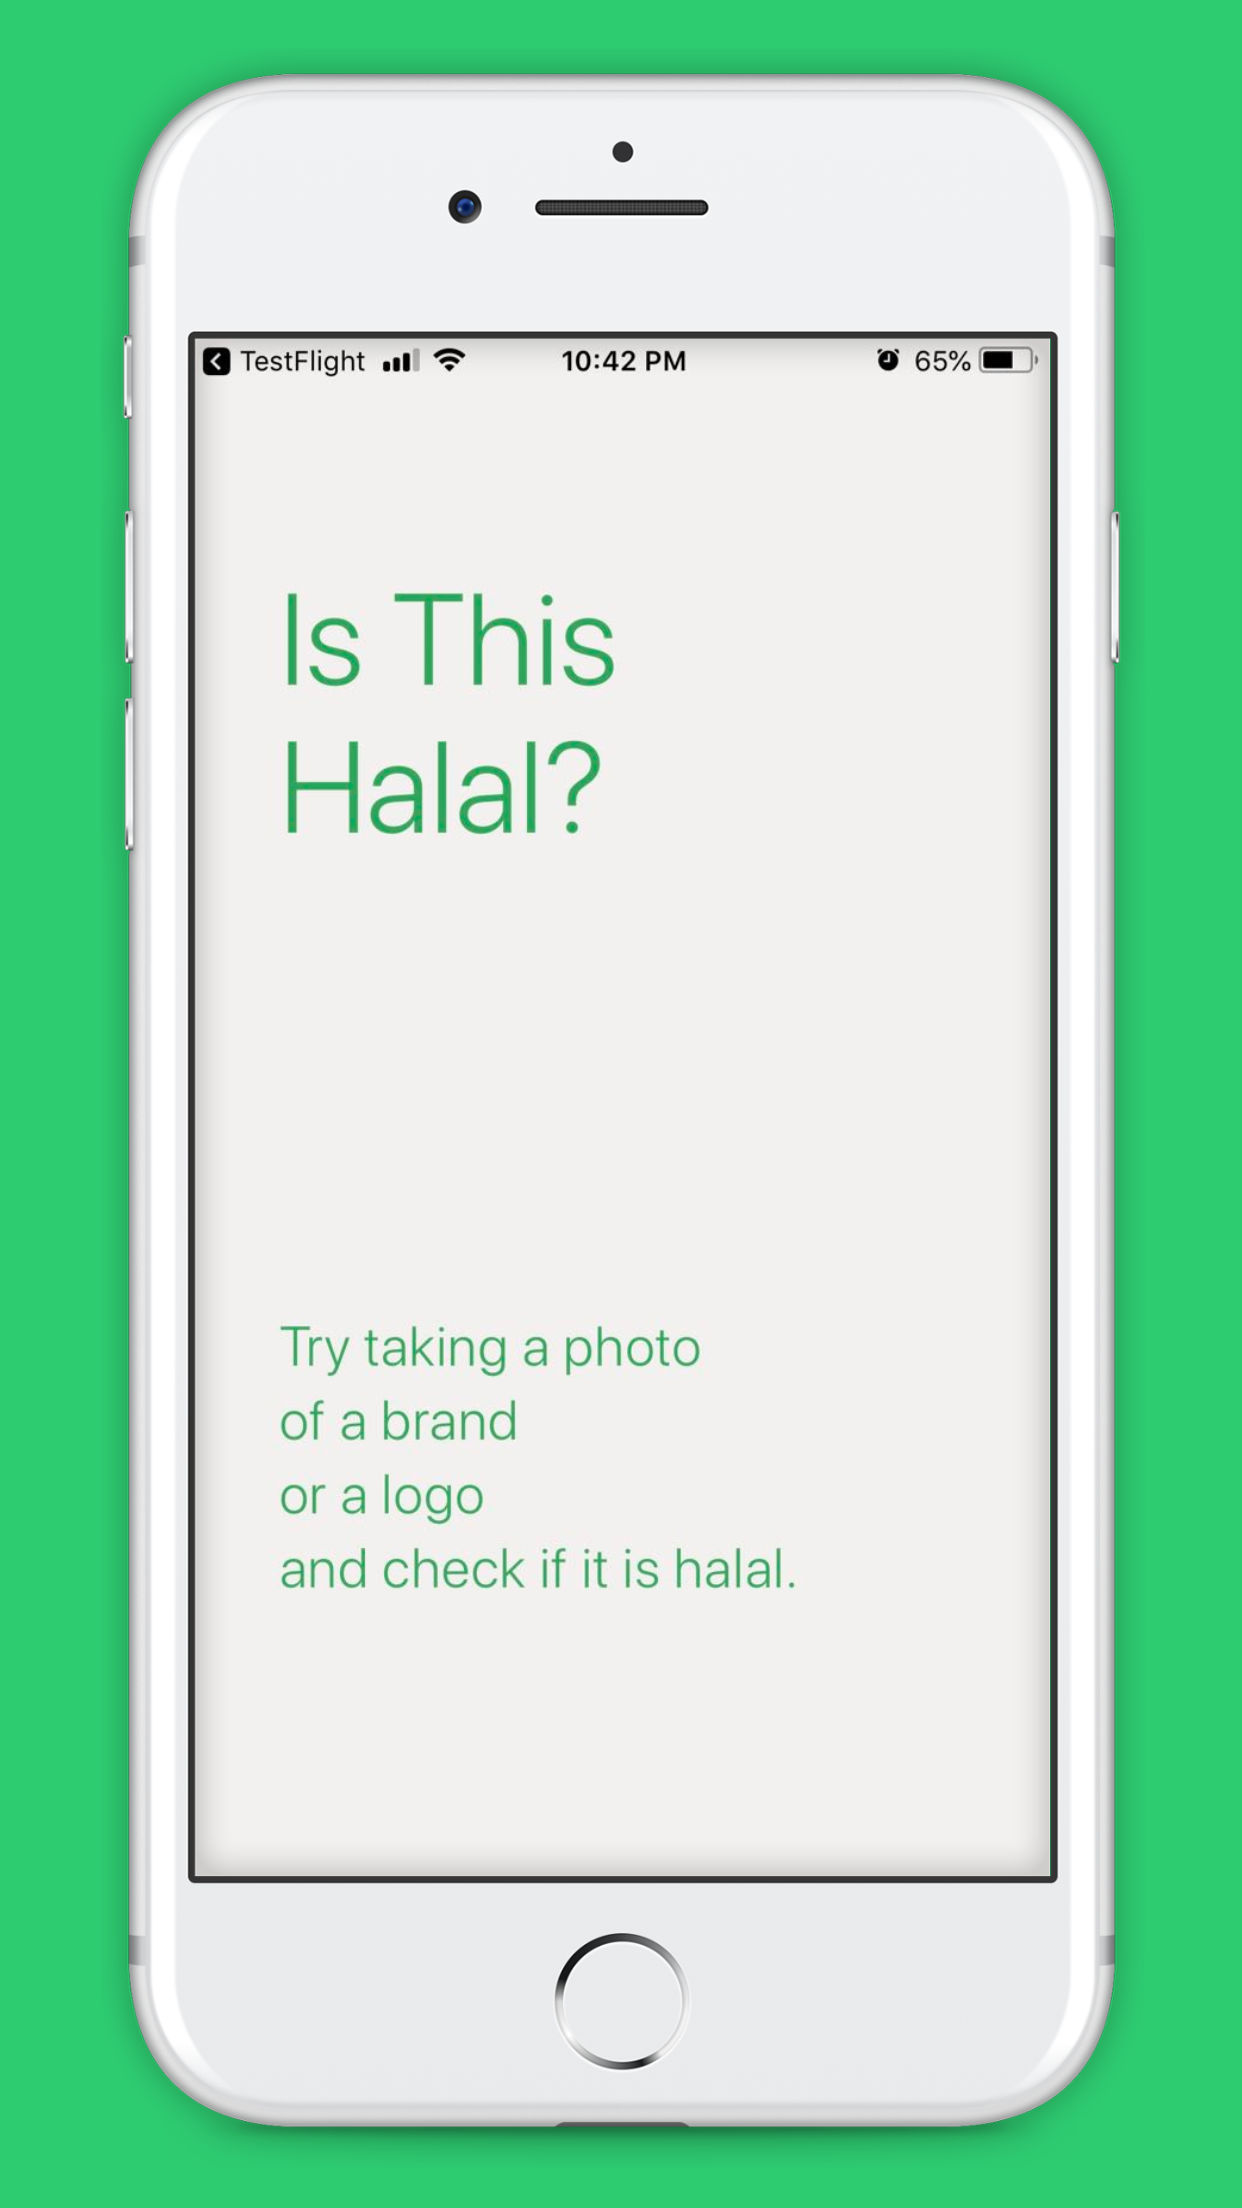 TestFlight 10:42 PM 65%
Is This
Halal?
Try taking a photo
of a brand
or a logo
and check if it is halal.